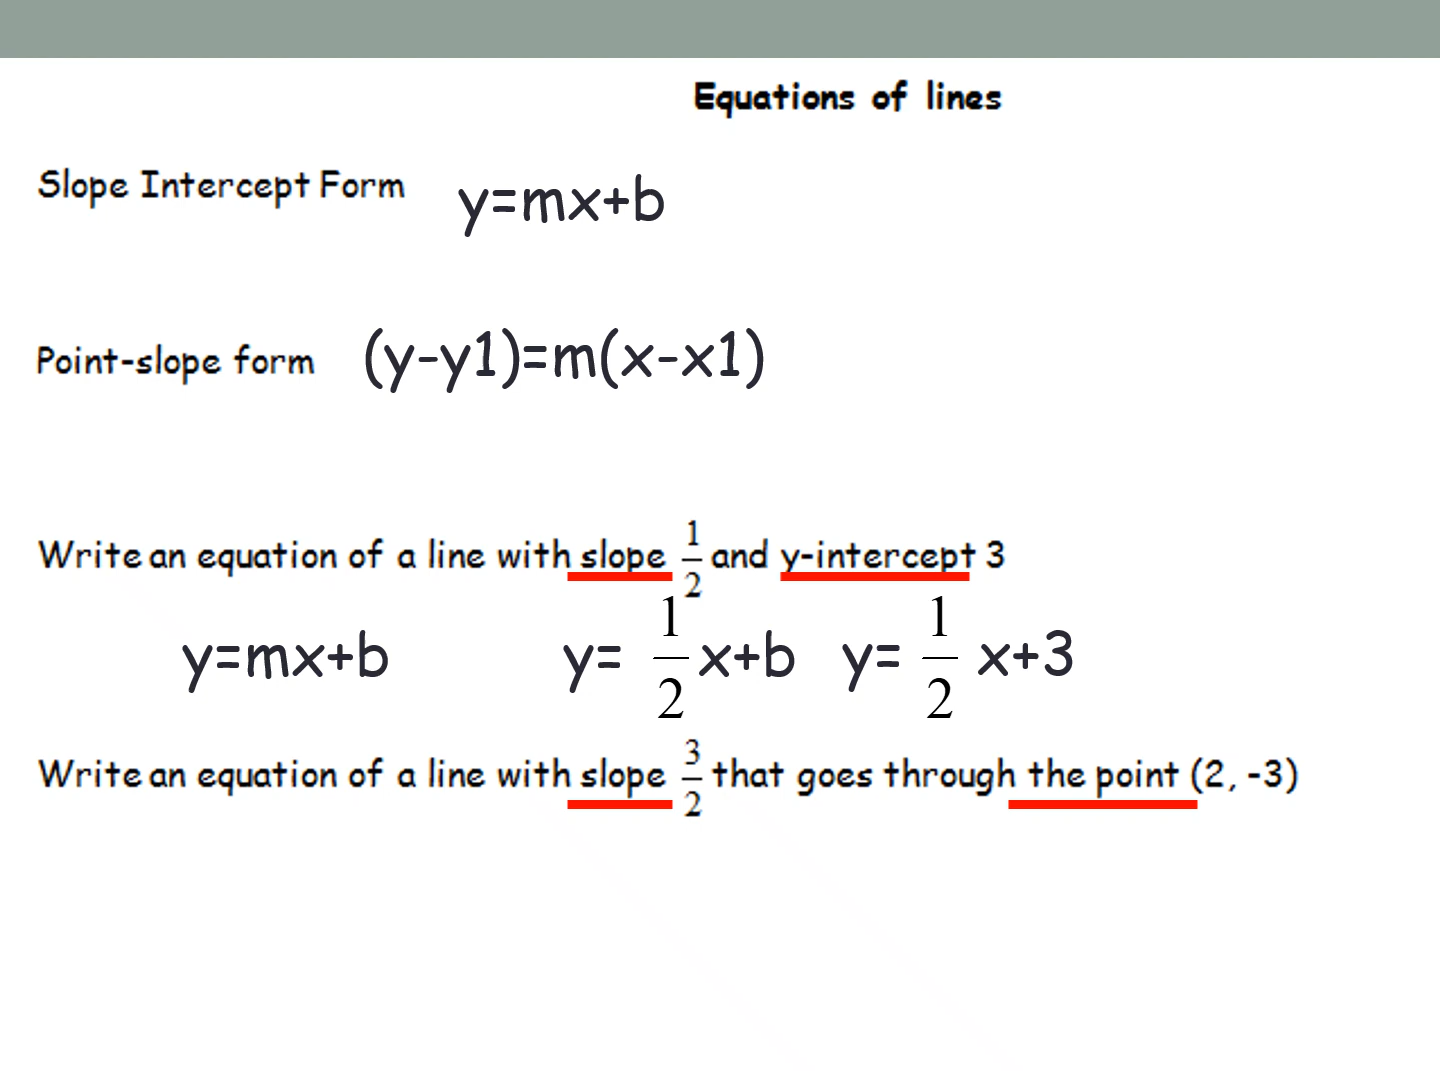 Equations of lines
Slope Intercept Form y=mx+b
Point-slope form (y-y1)=m(x-x1)
Write an equation of a line with slope 1/2 and y-intercept 3
y=mx+b y= 1/2 x+b y= 1/2 x+3
Write an equation of a line with slope 3/2 that goes through the point (2, -3)